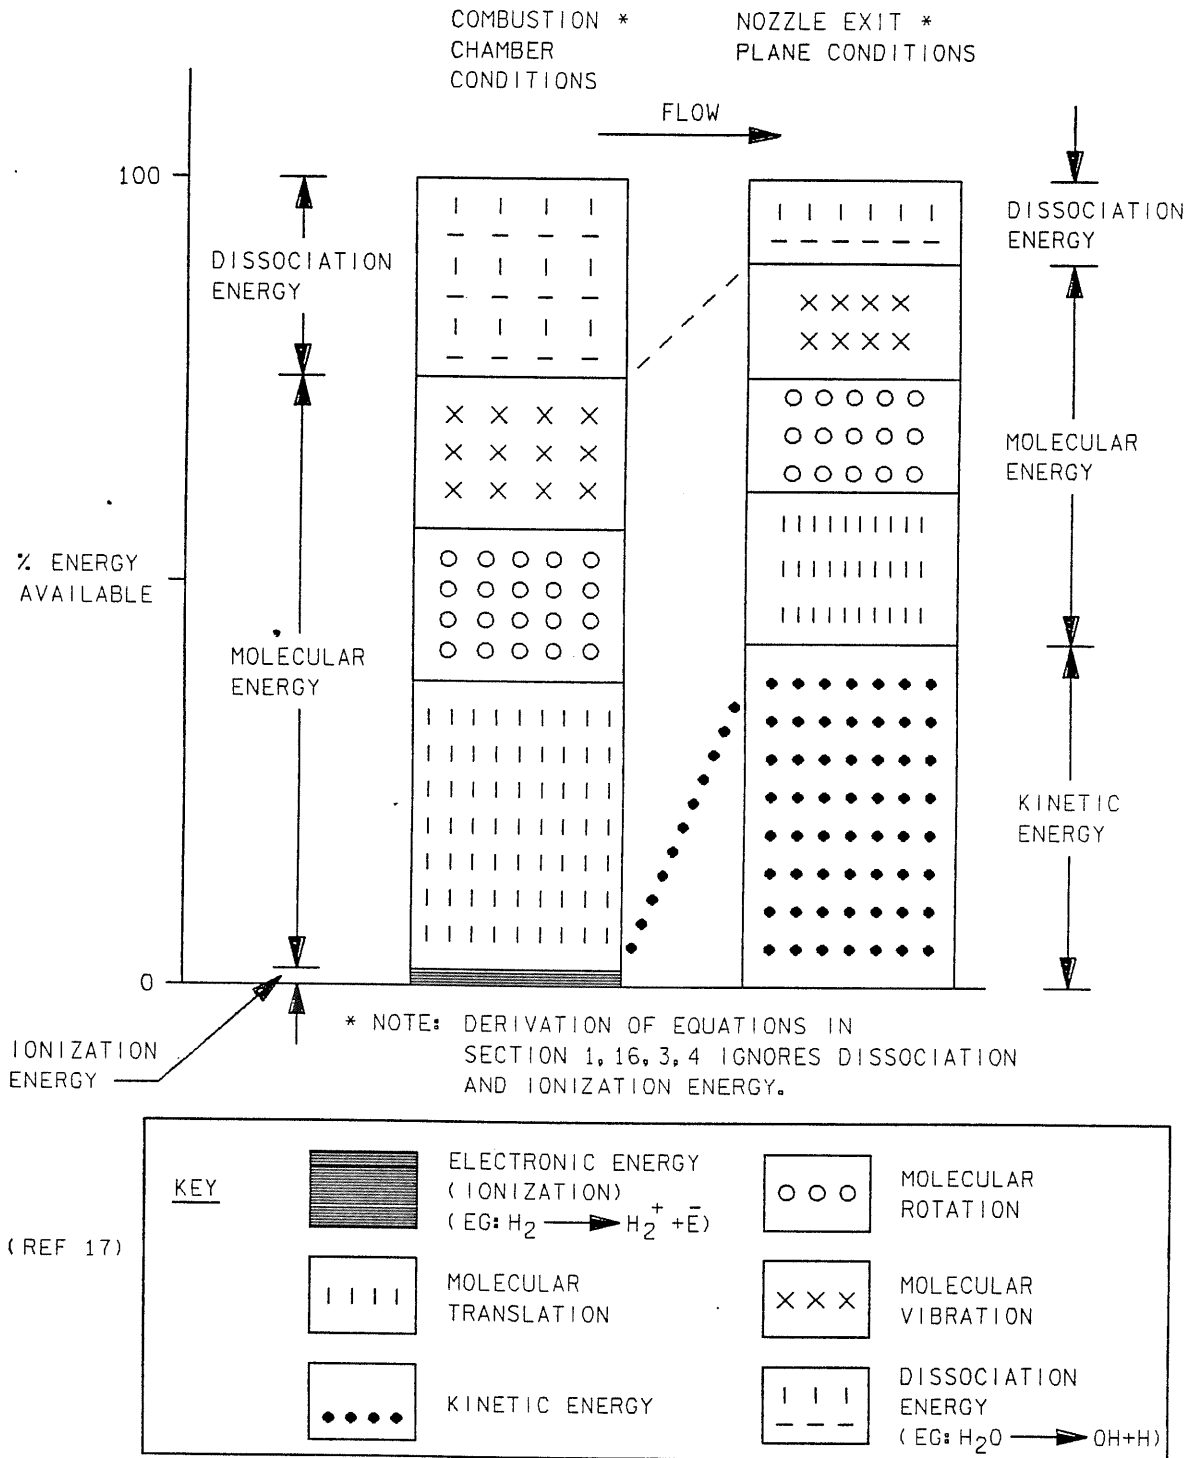 COMBUSTION *
CHAMBER
CONDITIONS
NOZZLE EXIT *
PLANE CONDITIONS
FLOW
100
DISSOCIATION
ENERGY
DISSOCIATION
ENERGY
% ENERGY
AVAILABLE
MOLECULAR
ENERGY
MOLECULAR
ENERGY
KINETIC
ENERGY
0
IONIZATION
ENERGY
* NOTE: DERIVATION OF EQUATIONS IN
SECTION 1, 16, 3, 4 IGNORES DISSOCIATION
AND IONIZATION ENERGY.
KEY
(REF 17)
ELECTRONIC ENERGY
(IONIZATION)
(EG: H₂ ⟶ H₂⁺ +Ē)
MOLECULAR
ROTATION
MOLECULAR
TRANSLATION
MOLECULAR
VIBRATION
KINETIC ENERGY
DISSOCIATION
ENERGY
(EG: H₂O ⟶ OH+H)